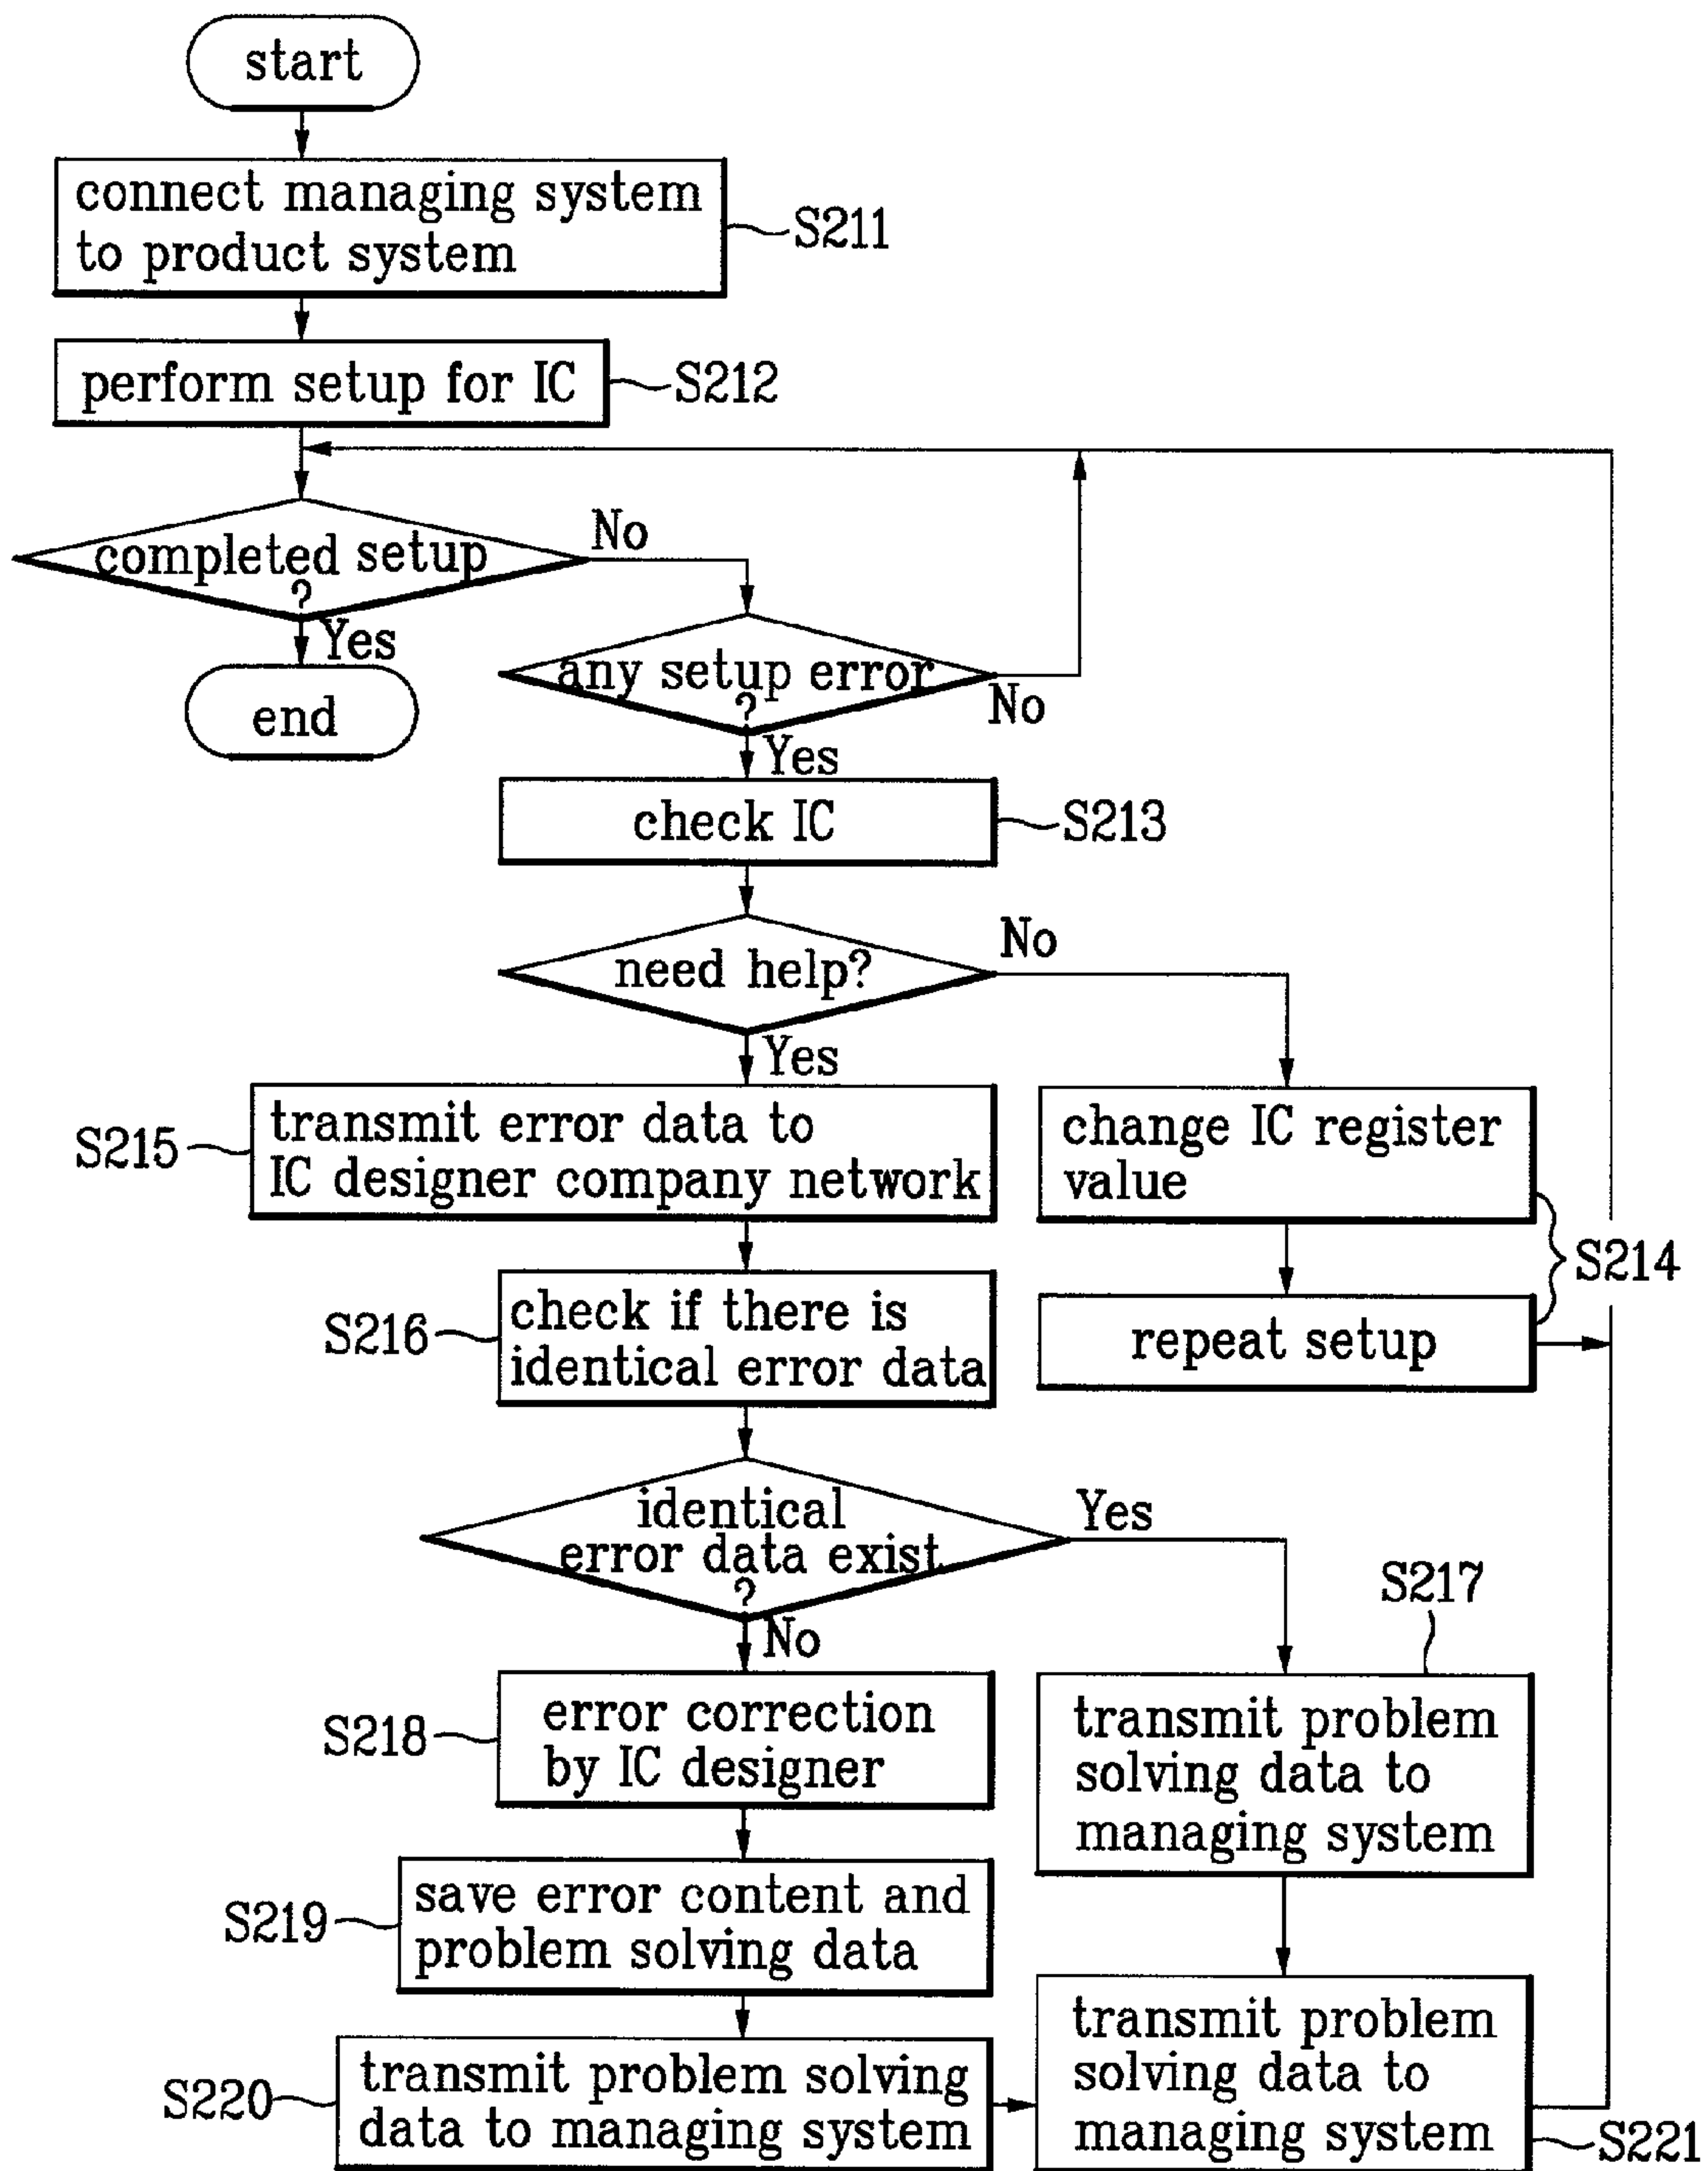 start
connect managing system
to product system
S211
perform setup for IC
S212
completed setup
?
No
Yes
end
any setup error
?
No
Yes
check IC
S213
need help?
No
Yes
S215
transmit error data to
IC designer company network
change IC register
value
S214
repeat setup
S216
check if there is
identical error data
identical
error data exist
?
Yes
No
S217
transmit problem
solving data to
managing system
S218
error correction
by IC designer
S219
save error content and
problem solving data
S220
transmit problem solving
data to managing system
transmit problem
solving data to
managing system
S221